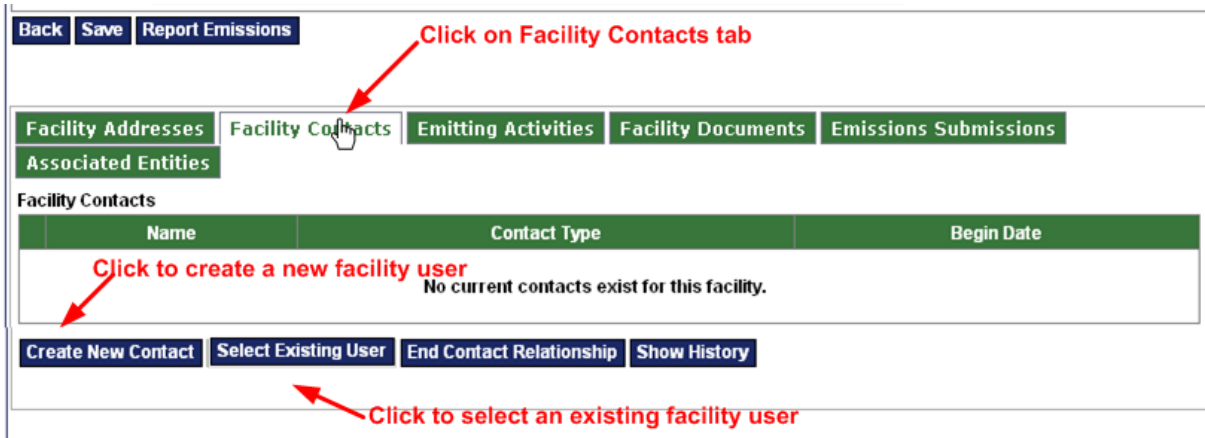 Back Save Report Emissions
Click on Facility Contacts tab
Facility Addresses Facility Contacts Emitting Activities Facility Documents Emissions Submissions
Associated Entities
Facility Contacts
Name Contact Type Begin Date
Click to create a new facility user
No current contacts exist for this facility.
Create New Contact Select Existing User End Contact Relationship Show History
Click to select an existing facility user